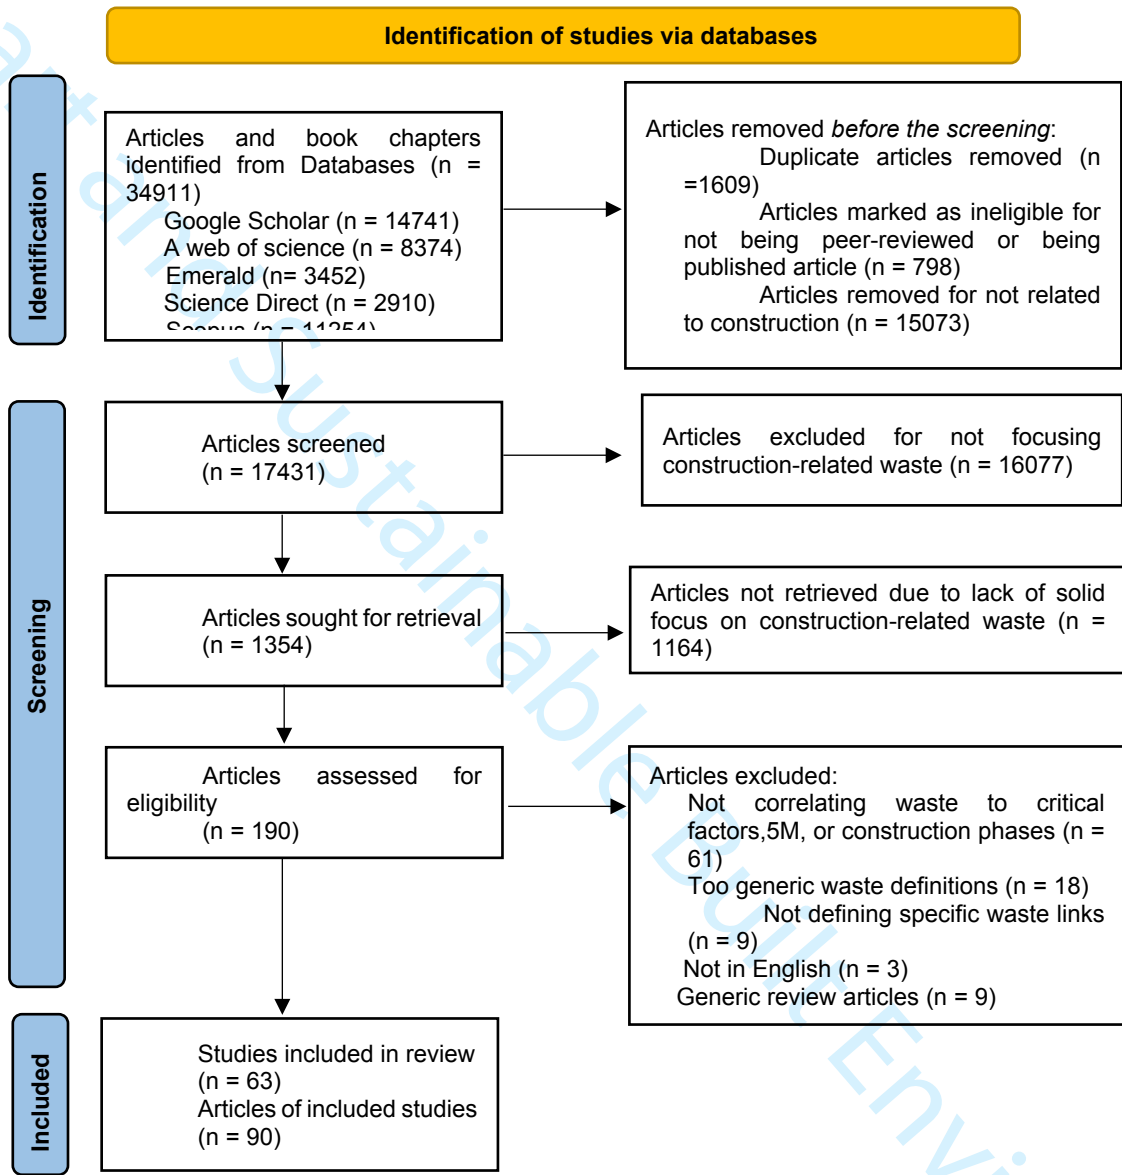 Identification of studies via databases
Identification
Articles and book chapters
identified from Databases (n =
34911)
Google Scholar (n = 14741)
A web of science (n = 8374)
Emerald (n= 3452)
Science Direct (n = 2910)
Scopus (n = 11254)
Articles removed before the screening:
Duplicate articles removed (n
=1609)
Articles marked as ineligible for
not being peer-reviewed or being
published article (n = 798)
Articles removed for not related
to construction (n = 15073)
Screening
Articles screened
(n = 17431)
Articles excluded for not focusing
construction-related waste (n = 16077)
Articles sought for retrieval
(n = 1354)
Articles not retrieved due to lack of solid
focus on construction-related waste (n =
1164)
Articles assessed for
eligibility
(n = 190)
Articles excluded:
Not correlating waste to critical
factors,5M, or construction phases (n =
61)
Too generic waste definitions (n = 18)
Not defining specific waste links
(n = 9)
Not in English (n = 3)
Generic review articles (n = 9)
Included
Studies included in review
(n = 63)
Articles of included studies
(n = 90)
and Sustainable Built